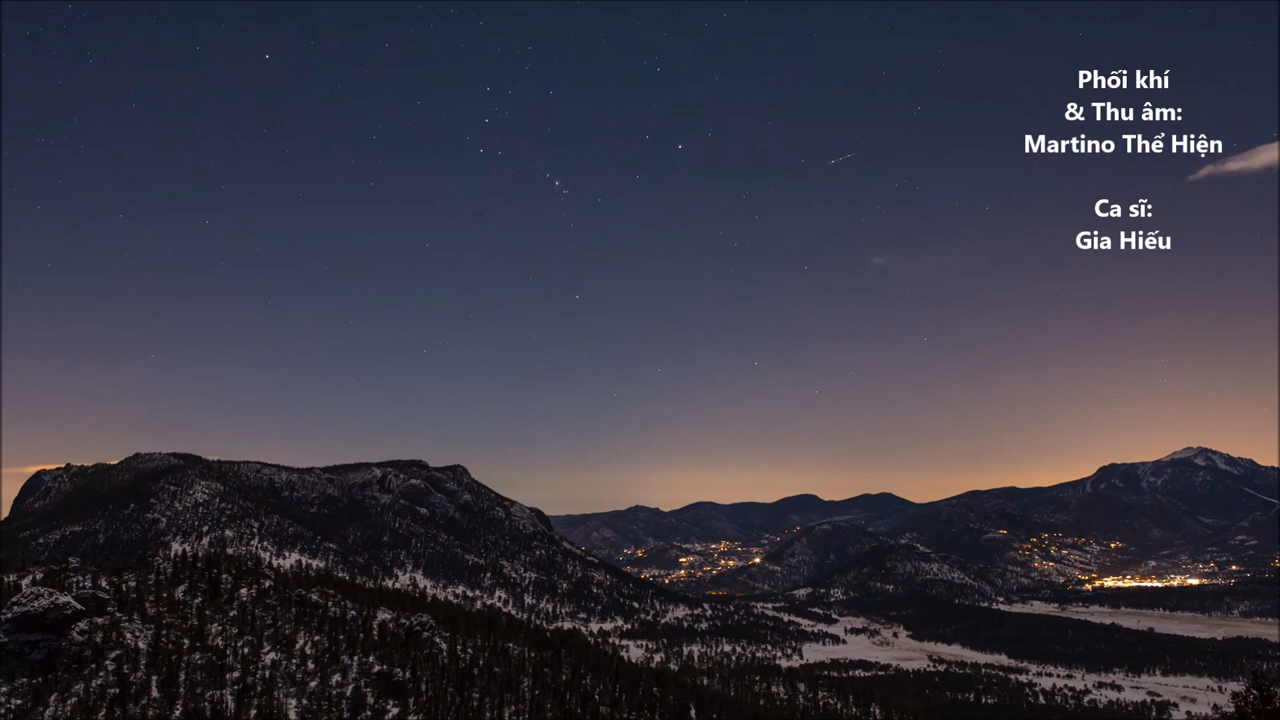 Phối khí
& Thu âm:
Martino Thể Hiện
Ca sĩ:
Gia Hiếu